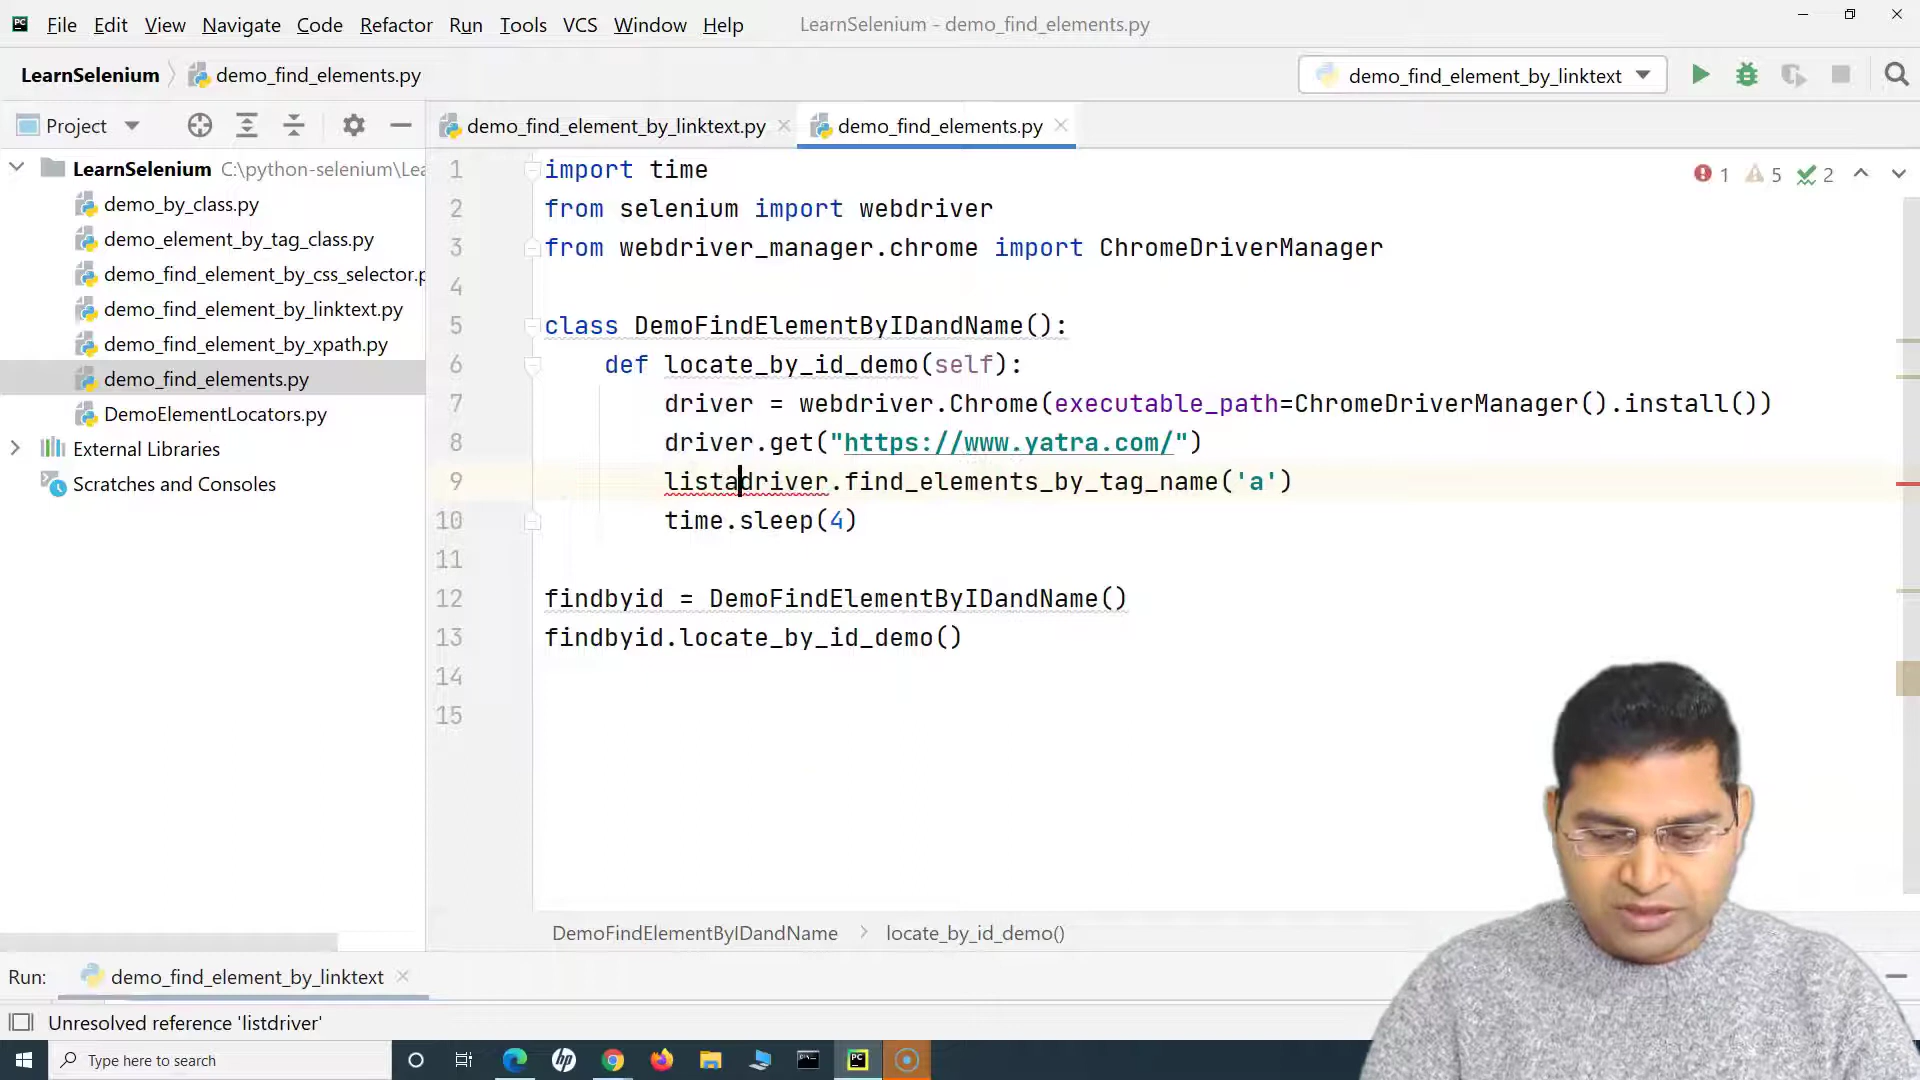 File Edit View Navigate Code Refactor Run Tools VCS Window Help LearnSelenium - demo_find_elements.py
LearnSelenium demo_find_elements.py demo_find_element_by_linktext
Project demo_find_element_by_linktext.py demo_find_elements.py
LearnSelenium C:\python-selenium\Lea
demo_by_class.py
demo_element_by_tag_class.py
demo_find_element_by_css_selector.p
demo_find_element_by_linktext.py
demo_find_element_by_xpath.py
demo_find_elements.py
DemoElementLocators.py
External Libraries
Scratches and Consoles
1 import time
2 from selenium import webdriver
3 from webdriver_manager.chrome import ChromeDriverManager
4
5 class DemoFindElementByIDandName():
6 def locate_by_id_demo(self):
7 driver = webdriver.Chrome(executable_path=ChromeDriverManager().install())
8 driver.get("https://www.yatra.com/")
9 listadriver.find_elements_by_tag_name('a')
10 time.sleep(4)
11
12 findbyid = DemoFindElementByIDandName()
13 findbyid.locate_by_id_demo()
14
15
1 5 2
DemoFindElementByIDandName locate_by_id_demo()
Run: demo_find_element_by_linktext
Unresolved reference 'listdriver'
Type here to search
hp
PC